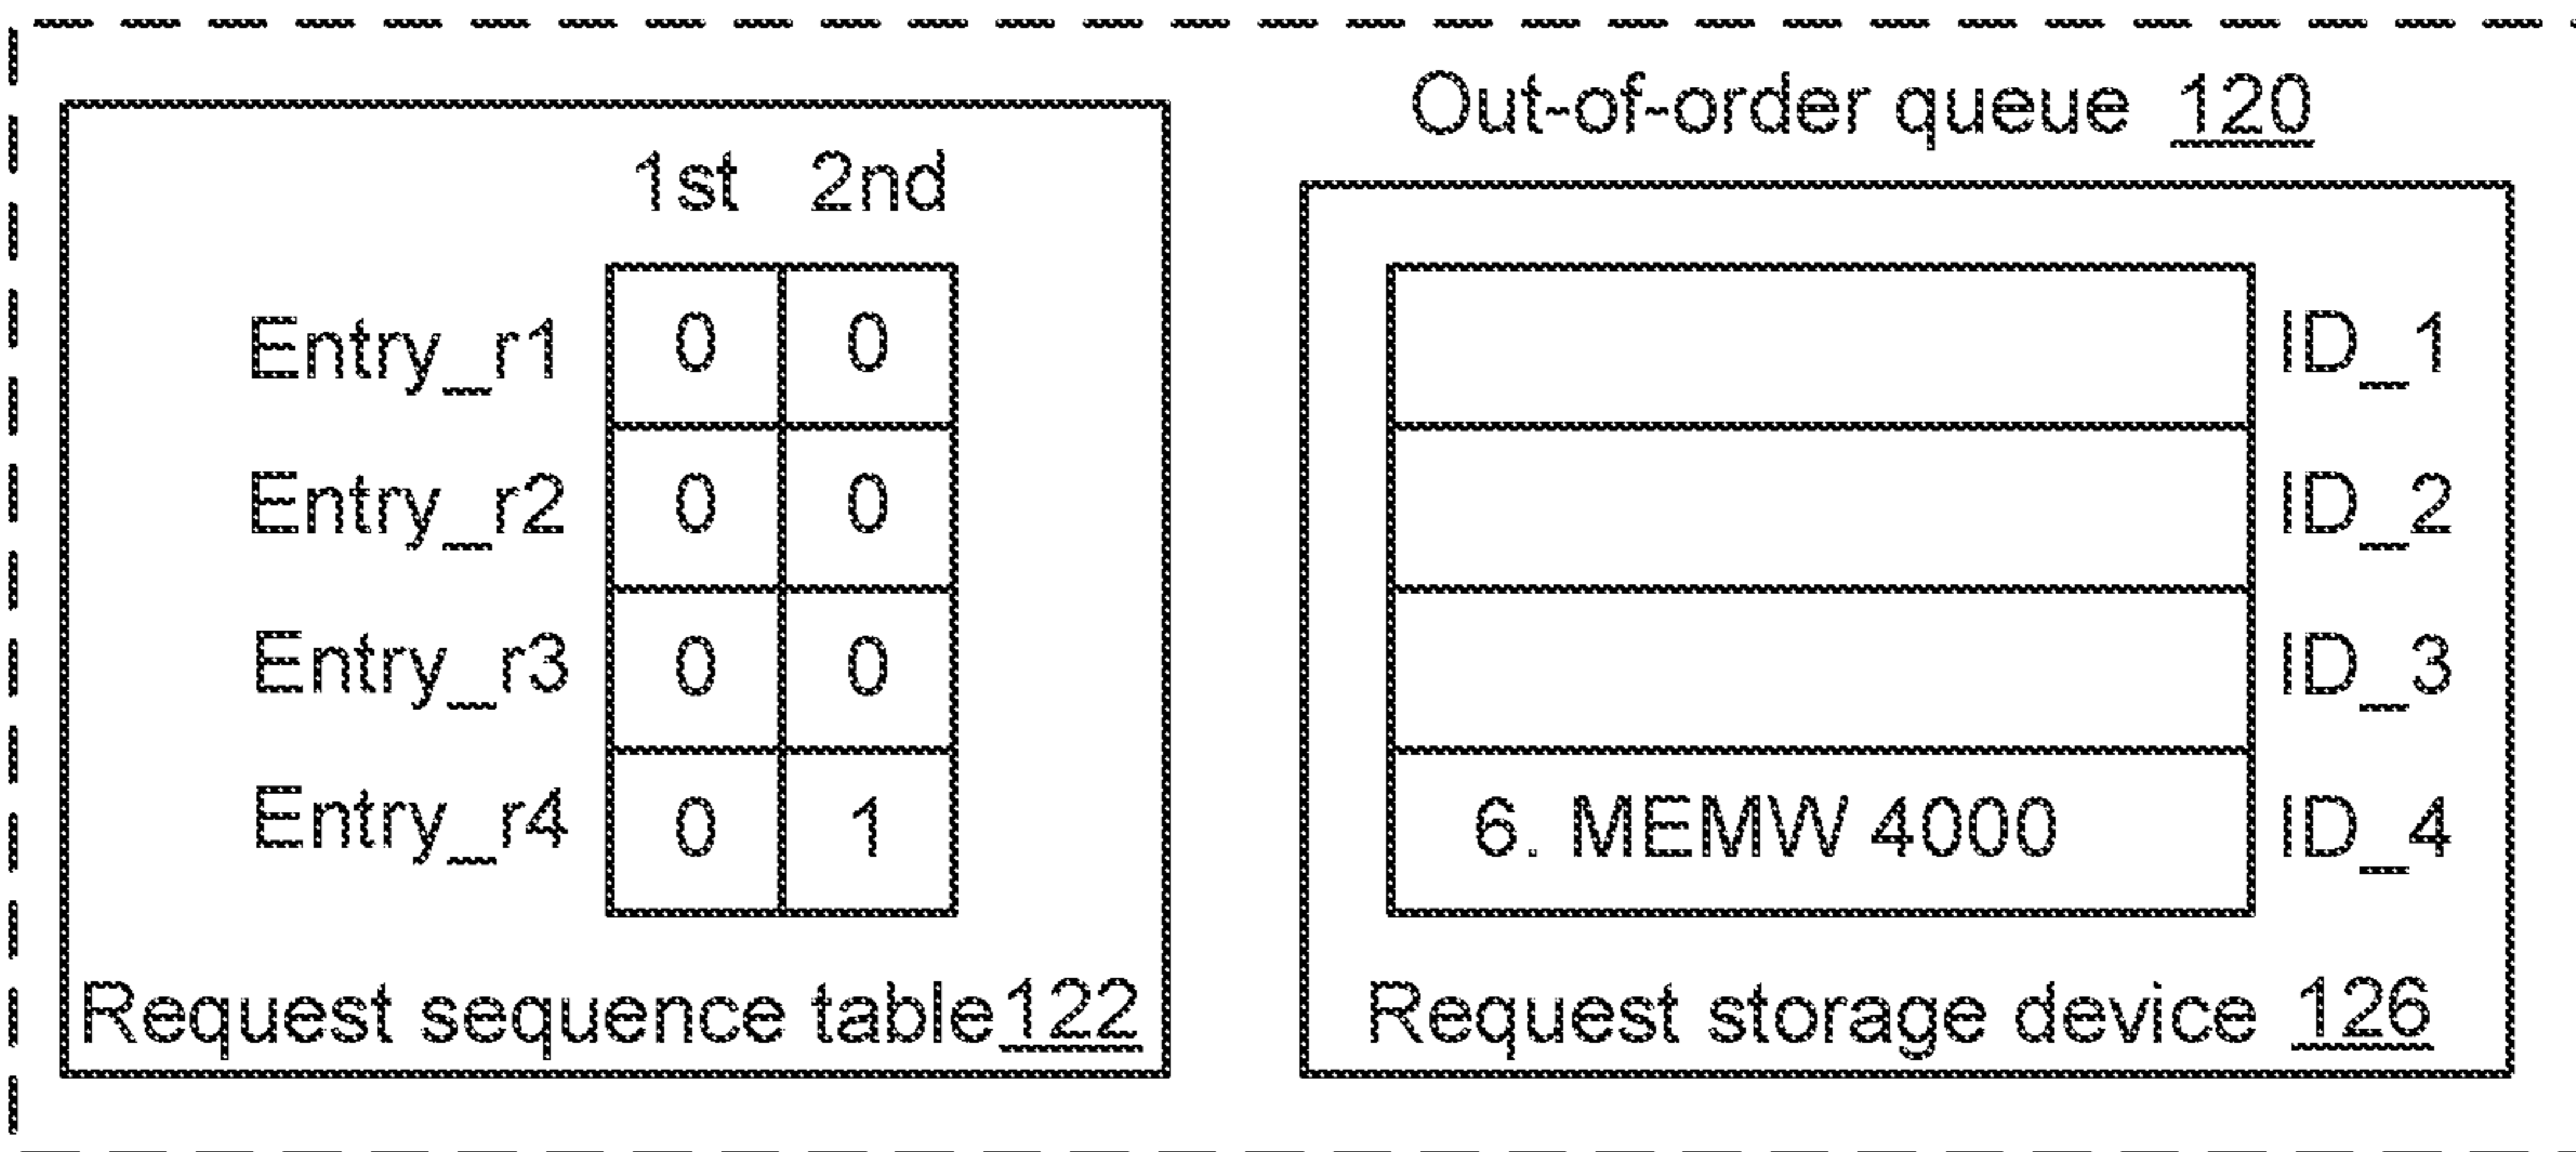 Out-of-order queue 120
1st 2nd
Entry_r1 0 0
Entry_r2 0 0
Entry_r3 0 0
Entry_r4 0 1
Request sequence table 122
ID_1
ID_2
ID_3
6. MEMW 4000 ID_4
Request storage device 126